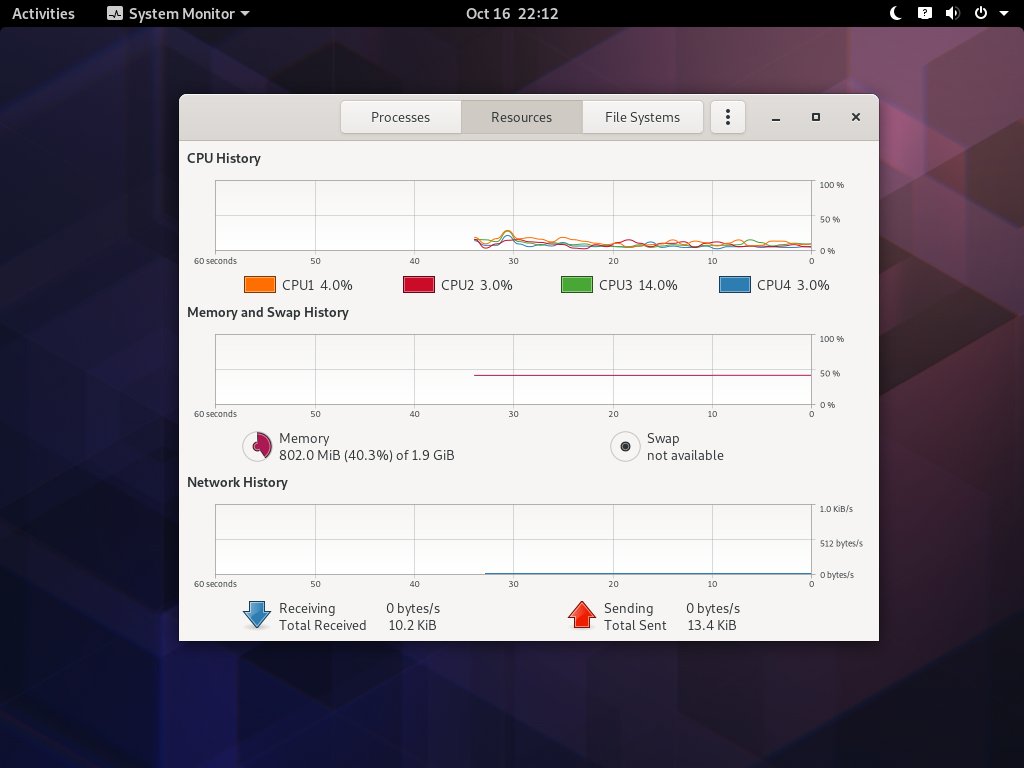 Activities System Monitor Oct 16 22:12
Processes Resources File Systems
CPU History
100 %
50 %
0 %
60 seconds 50 40 30 20 10 0
CPU1 4.0% CPU2 3.0% CPU3 14.0% CPU4 3.0%
Memory and Swap History
100 %
50 %
0 %
60 seconds 50 40 30 20 10 0
Memory Swap
802.0 MiB (40.3%) of 1.9 GiB not available
Network History
1.0 KiB/s
512 bytes/s
0 bytes/s
60 seconds 50 40 30 20 10 0
Receiving 0 bytes/s Sending 0 bytes/s
Total Received 10.2 KiB Total Sent 13.4 KiB